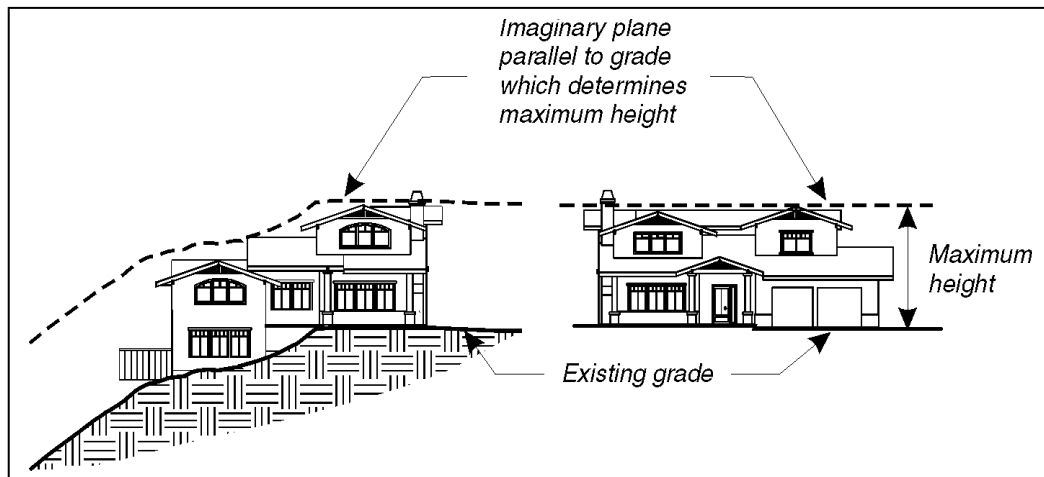 Imaginary plane
parallel to grade
which determines
maximum height
Maximum
height
Existing grade